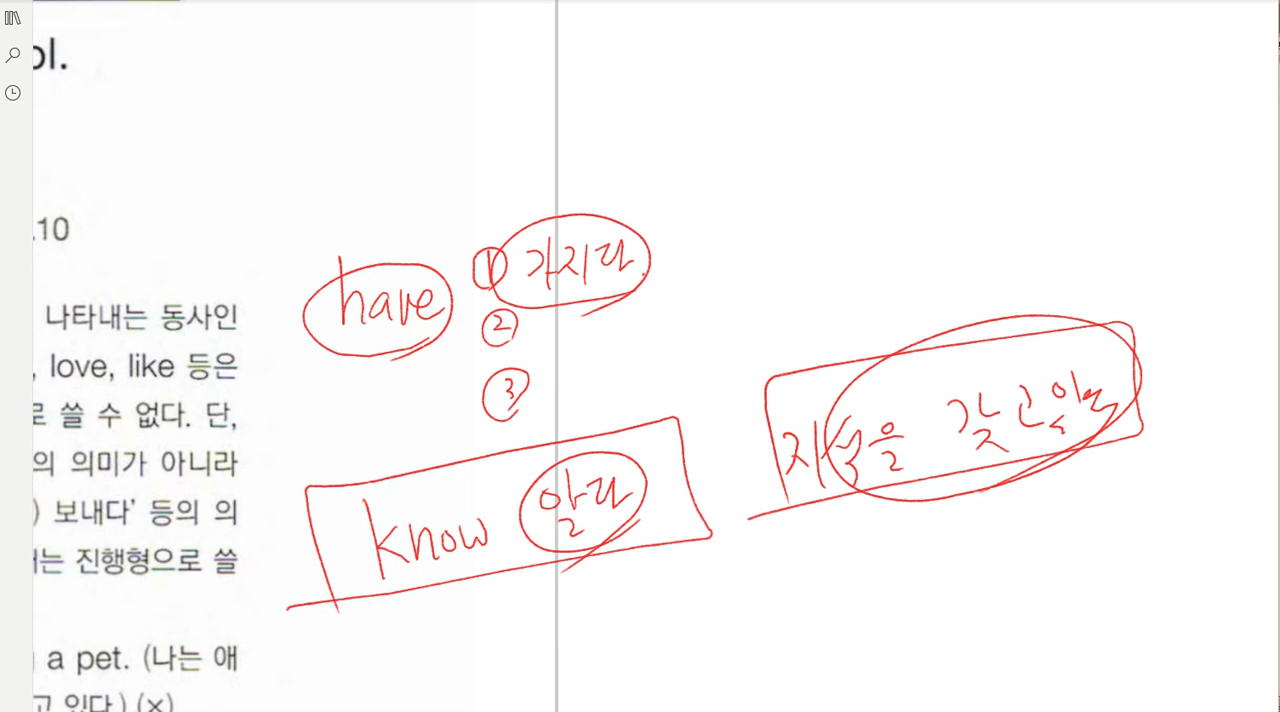 ol.
.10
나타내는 동사인
, love, like 등은
로 쓸 수 없다. 단,
의 의미가 아니라
) 보내다' 등의 의
는 진행형으로 쓸
a pet. (나는 애
고 있다.) (×)
have ① 가지다
②
③
know 알다
지식을 갖고있는